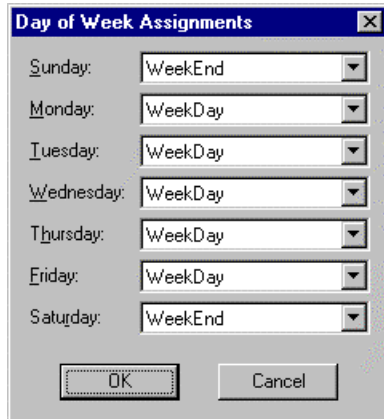 Day of Week Assignments
Sunday: WeekEnd
Monday: WeekDay
Tuesday: WeekDay
Wednesday: WeekDay
Thursday: WeekDay
Friday: WeekDay
Saturday: WeekEnd
OK Cancel